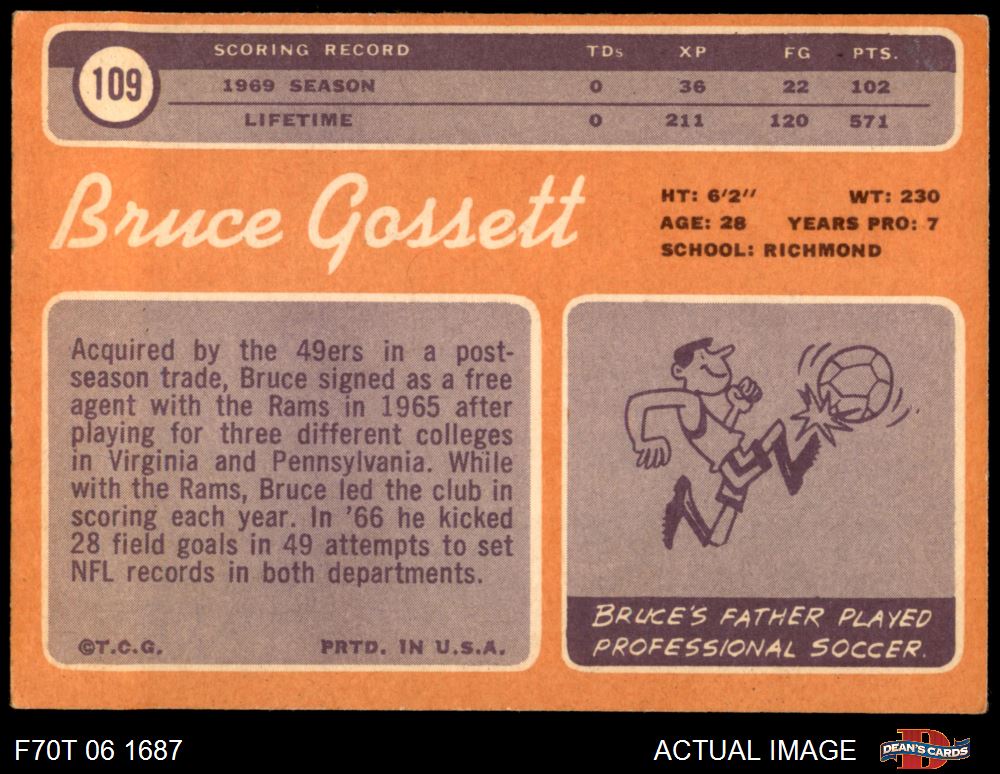 109
SCORING RECORD TDs XP FG PTS.
1969 SEASON 0 36 22 102
LIFETIME 0 211 120 571
Bruce Gossett
HT: 6'2'' WT: 230
AGE: 28 YEARS PRO: 7
SCHOOL: RICHMOND
Acquired by the 49ers in a post-
season trade, Bruce signed as a free
agent with the Rams in 1965 after
playing for three different colleges
in Virginia and Pennsylvania. While
with the Rams, Bruce led the club in
scoring each year. In '66 he kicked
28 field goals in 49 attempts to set
NFL records in both departments.
©T.C.G. PRTD. IN U.S.A.
BRUCE'S FATHER PLAYED
PROFESSIONAL SOCCER.
F70T 06 1687 ACTUAL IMAGE DEAN'S CARDS